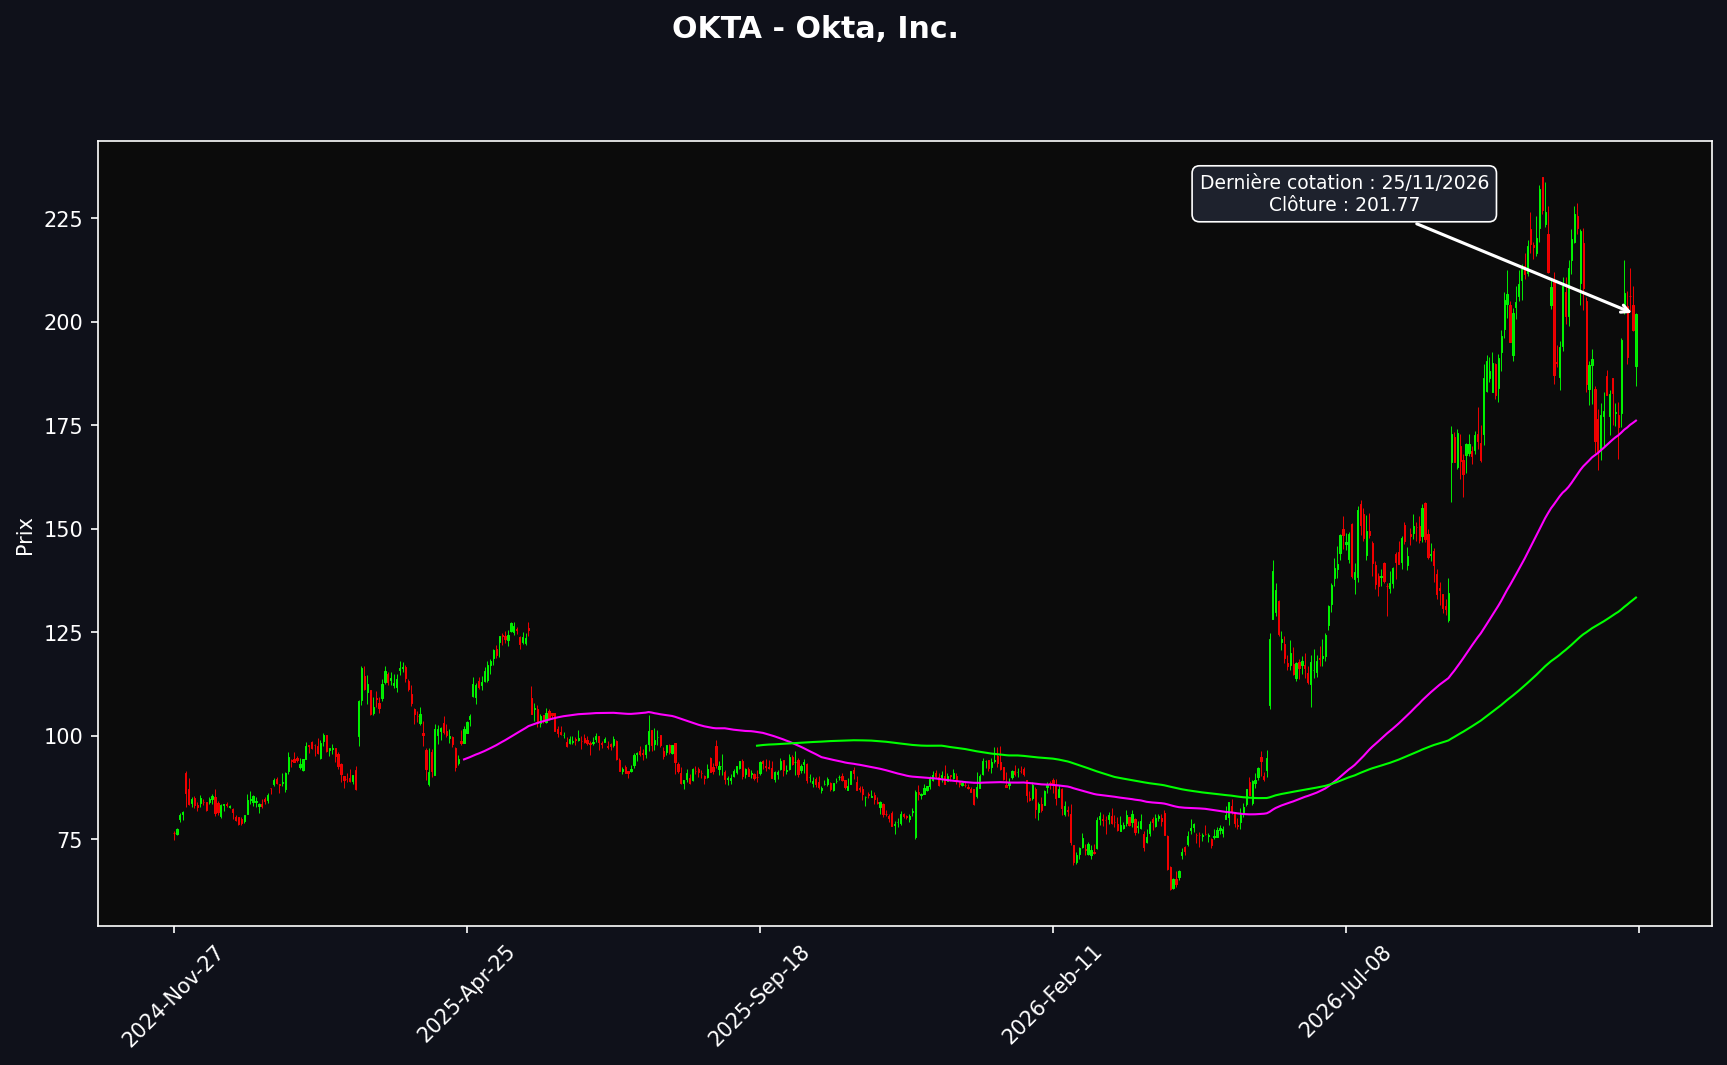 OKTA - Okta, Inc.
Dernière cotation : 25/11/2026
Clôture : 201.77
Prix
225
200
175
150
125
100
75
2024-Nov-27
2025-Apr-25
2025-Sep-18
2026-Feb-11
2026-Jul-08